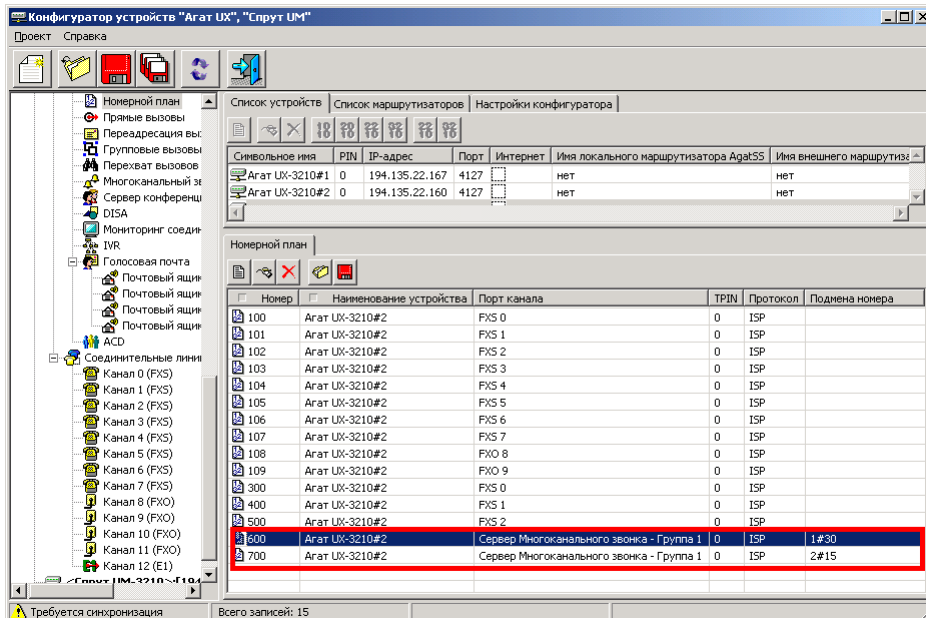 Конфигуратор устройств "Агат UX", "Спрут UM"
Проект Справка
Номерной план
Прямые вызовы
Переадресация выз
Групповые вызовы
Перехват вызовов
Многоканальный зв
Сервер конференци
DISA
Мониторинг соедин
IVR
Голосовая почта
Почтовый ящик
Почтовый ящик
Почтовый ящик
Почтовый ящик
ACD
Соединительные лини
Канал 0 (FXS)
Канал 1 (FXS)
Канал 2 (FXS)
Канал 3 (FXS)
Канал 4 (FXS)
Канал 5 (FXS)
Канал 6 (FXS)
Канал 7 (FXS)
Канал 8 (FXO)
Канал 9 (FXO)
Канал 10 (FXO)
Канал 11 (FXO)
Канал 12 (E1)
<Спрут UM-3210>:[194
Список устройств Список маршрутизаторов Настройки конфигуратора
Символьное имя PIN IP-адрес Порт Интернет Имя локального маршрутизатора AgatSS Имя внешнего маршрутиза
Агат UX-3210#1 0 194.135.22.167 4127 нет нет
Агат UX-3210#2 0 194.135.22.160 4127 нет нет
Номерной план
Номер Наименование устройства Порт канала TPIN Протокол Подмена номера
100 Агат UX-3210#2 FXS 0 0 ISP
101 Агат UX-3210#2 FXS 1 0 ISP
102 Агат UX-3210#2 FXS 2 0 ISP
103 Агат UX-3210#2 FXS 3 0 ISP
104 Агат UX-3210#2 FXS 4 0 ISP
105 Агат UX-3210#2 FXS 5 0 ISP
106 Агат UX-3210#2 FXS 6 0 ISP
107 Агат UX-3210#2 FXS 7 0 ISP
108 Агат UX-3210#2 FXO 8 0 ISP
109 Агат UX-3210#2 FXO 9 0 ISP
300 Агат UX-3210#2 FXS 0 0 ISP
400 Агат UX-3210#2 FXS 1 0 ISP
500 Агат UX-3210#2 FXS 2 0 ISP
600 Агат UX-3210#2 Сервер Многоканального звонка - Группа 1 0 ISP 1#30
700 Агат UX-3210#2 Сервер Многоканального звонка - Группа 1 0 ISP 2#15
Требуется синхронизация Всего записей: 15